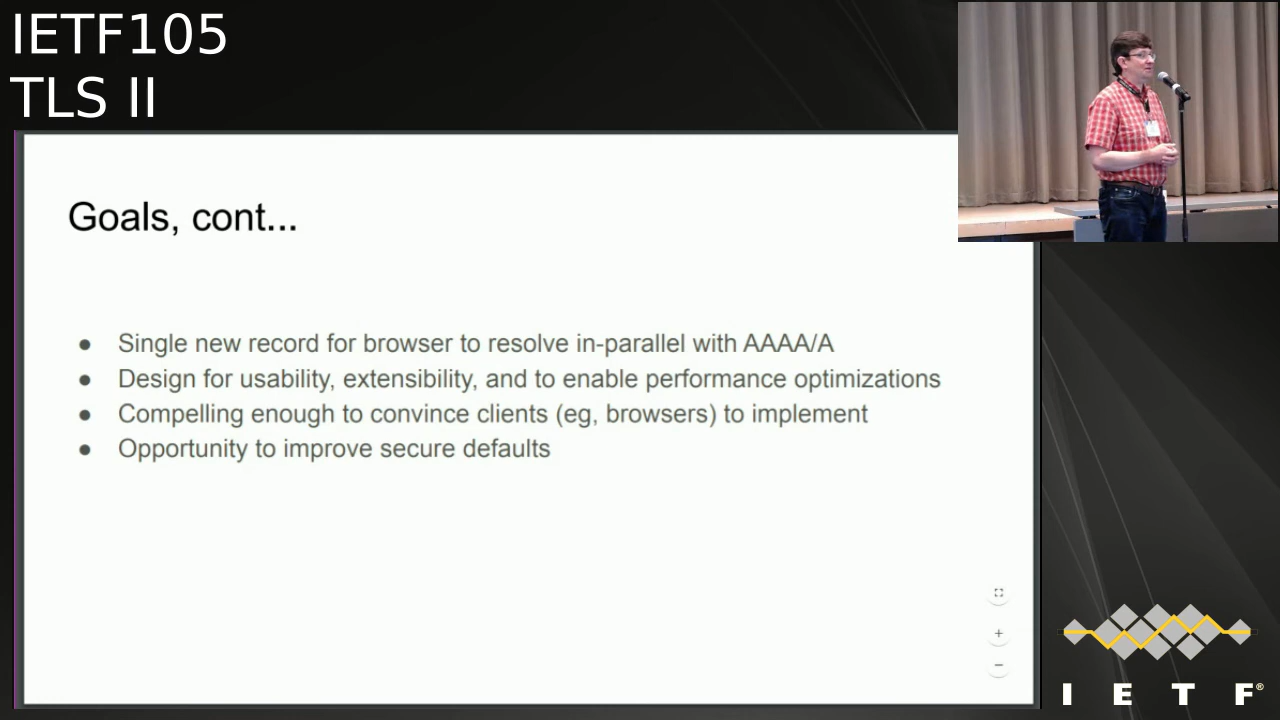 IETF105
TLS II
Goals, cont...
● Single new record for browser to resolve in-parallel with AAAA/A
● Design for usability, extensibility, and to enable performance optimizations
● Compelling enough to convince clients (eg, browsers) to implement
● Opportunity to improve secure defaults
I E T F®